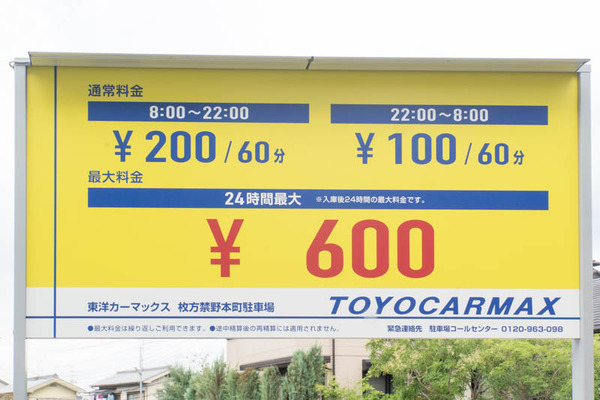 通常料金
8:00〜22:00
22:00〜8:00
¥ 200 / 60分
¥ 100 / 60分
最大料金
24時間最大 ※入庫後24時間の最大料金です。
¥ 600
東洋カーマックス 枚方禁野本町駐車場
TOYOCARMAX
●最大料金は繰り返しご利用できます。 ●途中精算後の再精算には適用されません。
緊急連絡先 駐車場コールセンター 0120-963-098